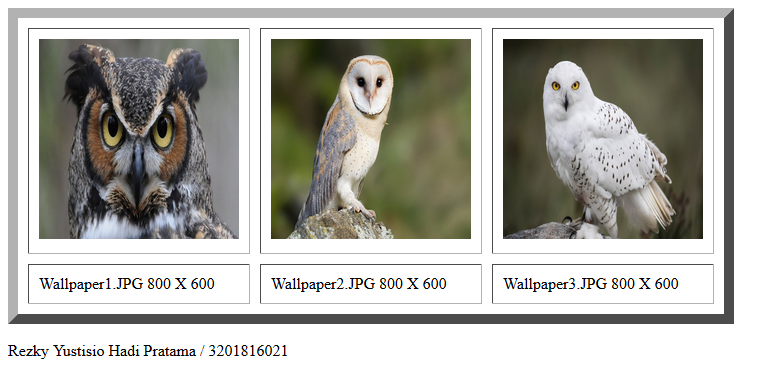 Wallpaper1.JPG 800 X 600
Wallpaper2.JPG 800 X 600
Wallpaper3.JPG 800 X 600
Rezky Yustisio Hadi Pratama / 3201816021